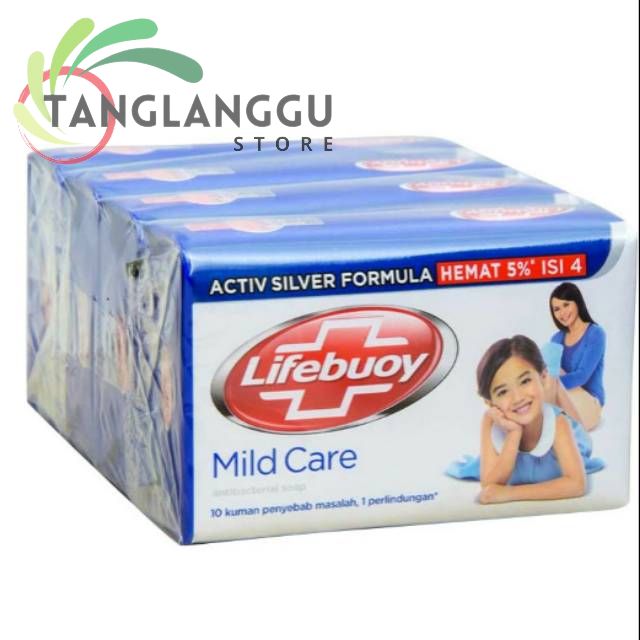 TANGLANGGU
STORE
ACTIV SILVER FORMULA HEMAT 5%* ISI 4
Lifebuoy
Mild Care
antibacterial soap
10 kuman penyebab masalah, 1 perlindungan*